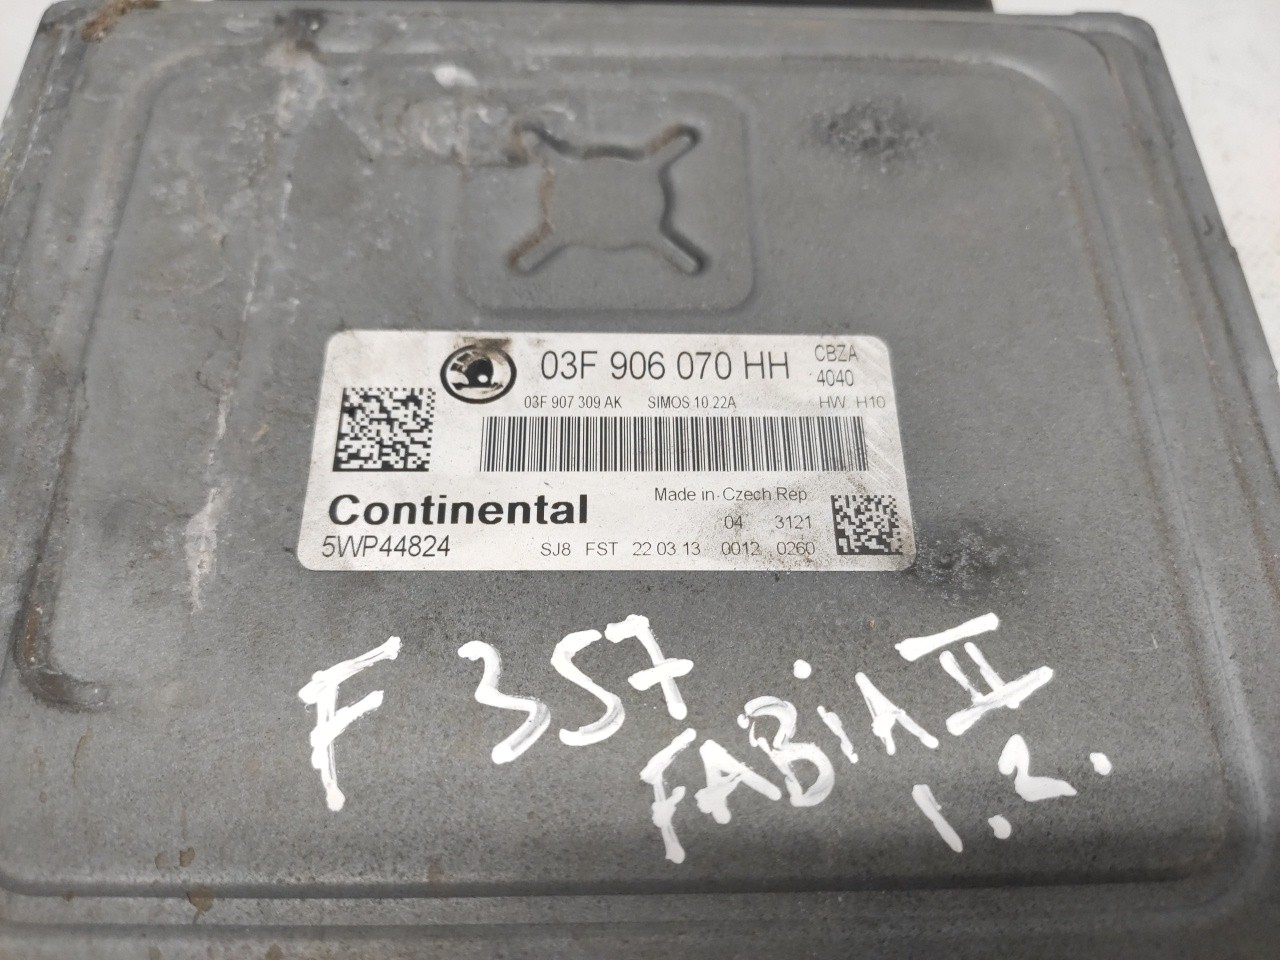 03F 906 070 HH CBZA
4040
03F 907 309 AK SIMOS 10.22A HW H10
Continental Made in Czech Rep
04 3121
5WP44824 SJ8 FST 22 03 13 0012 0260
F 357
FABiA II
1.2.